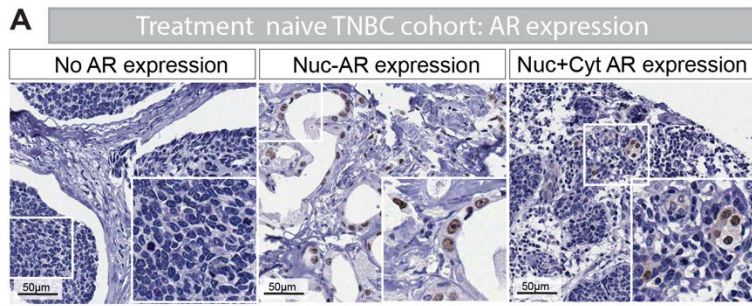 A
Treatment naive TNBC cohort: AR expression
No AR expression
Nuc-AR expression
Nuc+Cyt AR expression
50µm
50µm
50µm